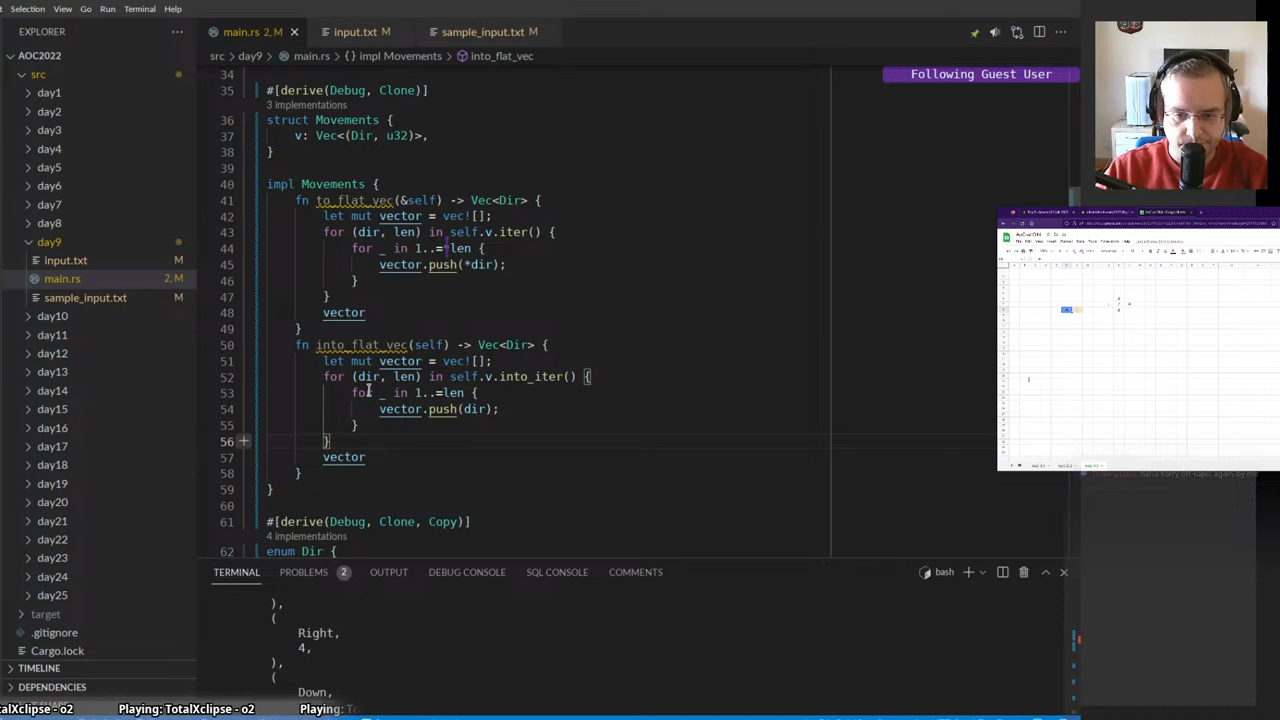 Selection View Go Run Terminal Help
EXPLORER
AOC2022
src
day1
day2
day3
day4
day5
day6
day7
day8
day9
input.txt M
main.rs 2, M
sample_input.txt M
day10
day11
day12
day13
day14
day15
day16
day17
day18
day19
day20
day21
day22
day23
day24
day25
target
.gitignore
Cargo.lock
TIMELINE
DEPENDENCIES
main.rs 2, M
input.txt M
sample_input.txt M
src > day9 > main.rs > {} impl Movements > into_flat_vec
Following Guest User
34
35 #[derive(Debug, Clone)]
3 implementations
36 struct Movements {
37 v: Vec<(Dir, u32)>,
38 }
39
40 impl Movements {
41 fn to_flat_vec(&self) -> Vec<Dir> {
42 let mut vector = vec![];
43 for (dir, len) in self.v.iter() {
44 for _ in 1..=*len {
45 vector.push(*dir);
46 }
47 }
48 vector
49 }
50 fn into_flat_vec(self) -> Vec<Dir> {
51 let mut vector = vec![];
52 for (dir, len) in self.v.into_iter() {
53 for _ in 1..=len {
54 vector.push(dir);
55 }
56 }
57 vector
58 }
59 }
60
61 #[derive(Debug, Clone, Copy)]
4 implementations
62 enum Dir {
TERMINAL PROBLEMS 2 OUTPUT DEBUG CONSOLE SQL CONSOLE COMMENTS
bash
),
(
Right,
4,
),
(
Down,
otalXclipse - o2 Playing: TotalXclipse - o2 Playing: Total
haha sorry off-topic again by m